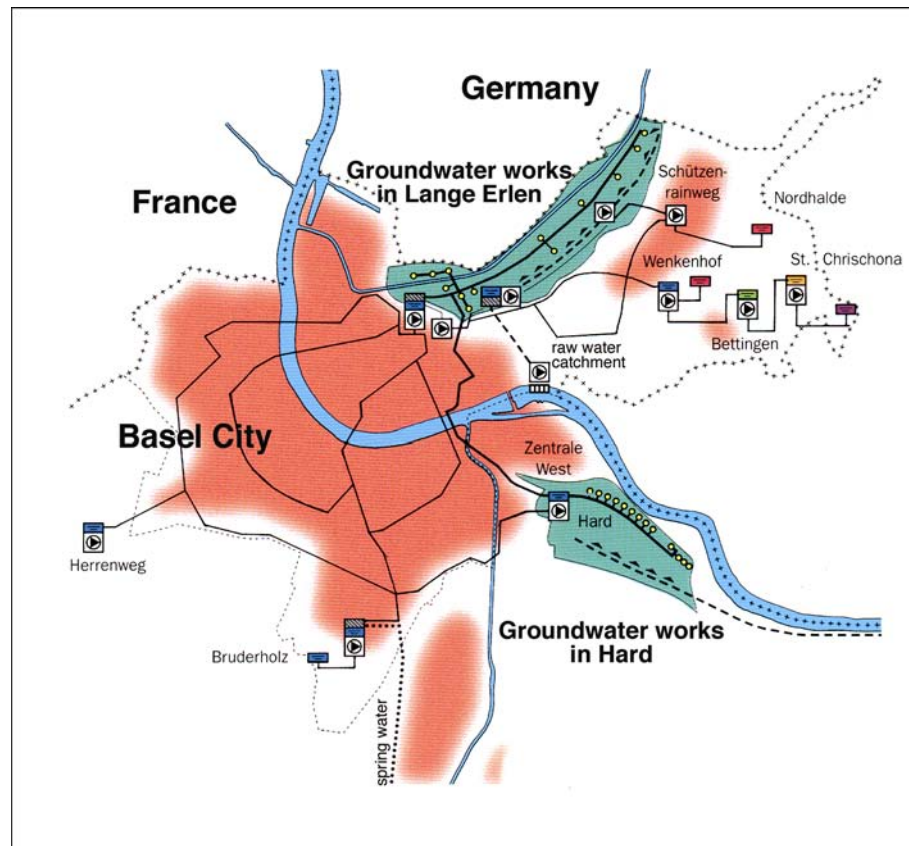 Germany
Groundwater works
in Lange Erlen
France
Schützen-
rainweg
Nordhalde
Wenkenhof
St. Chrischona
Bettingen
raw water
catchment
Basel City
Zentrale
West
Hard
Herrenweg
Groundwater works
in Hard
Bruderholz
spring water